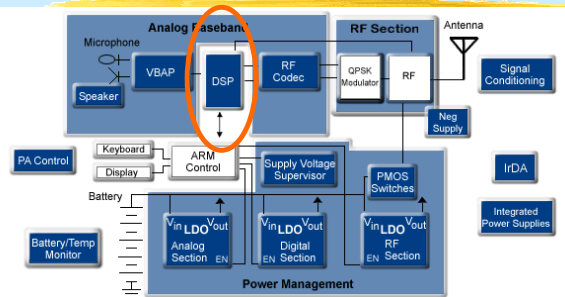 Analog Baseband
RF Section
Antenna
Microphone
Speaker
VBAP
DSP
RF
Codec
QPSK
Modulator
RF
Signal
Conditioning
Neg
Supply
PA Control
Keyboard
Display
ARM
Control
Supply Voltage
Supervisor
PMOS
Switches
IrDA
Battery
Integrated
Power Supplies
Battery/Temp
Monitor
Vin LDO Vout
Analog
Section
EN
Vin LDO Vout
Digital
EN Section
Vin LDO Vout
RF
EN Section
Power Management